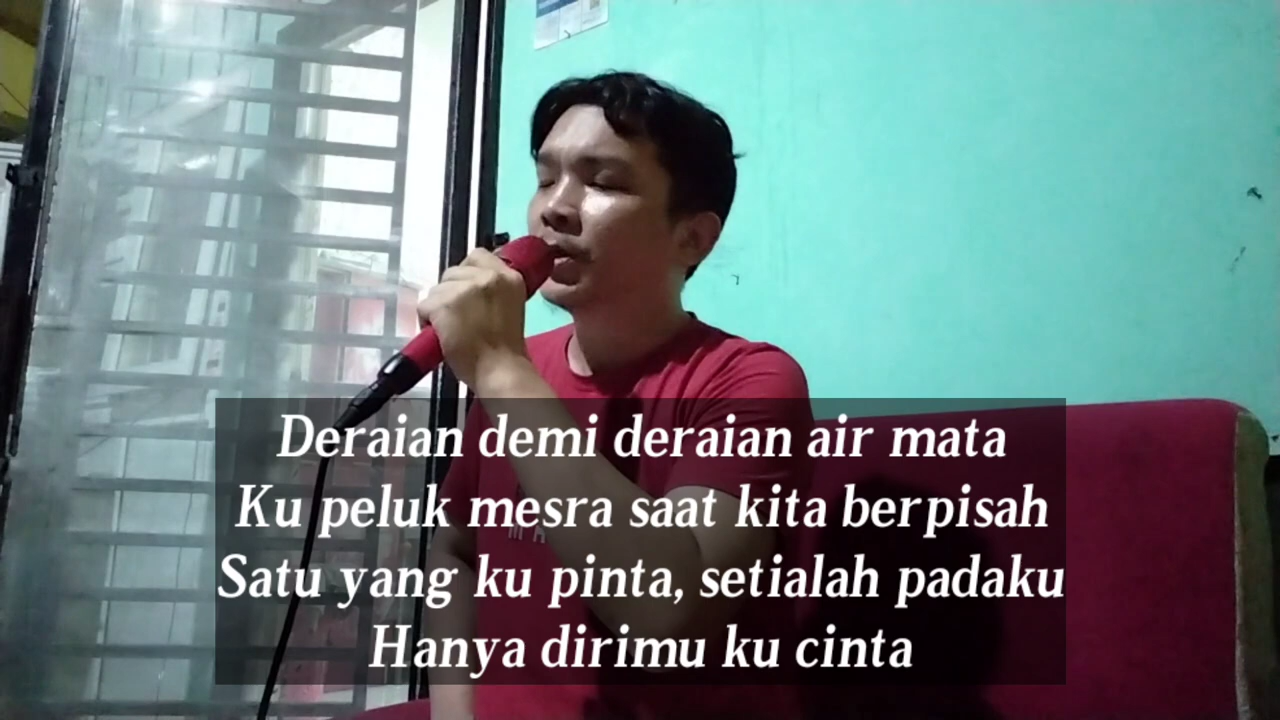 Deraian demi deraian air mata
Ku peluk mesra saat kita berpisah
Satu yang ku pinta, setialah padaku
Hanya dirimu ku cinta